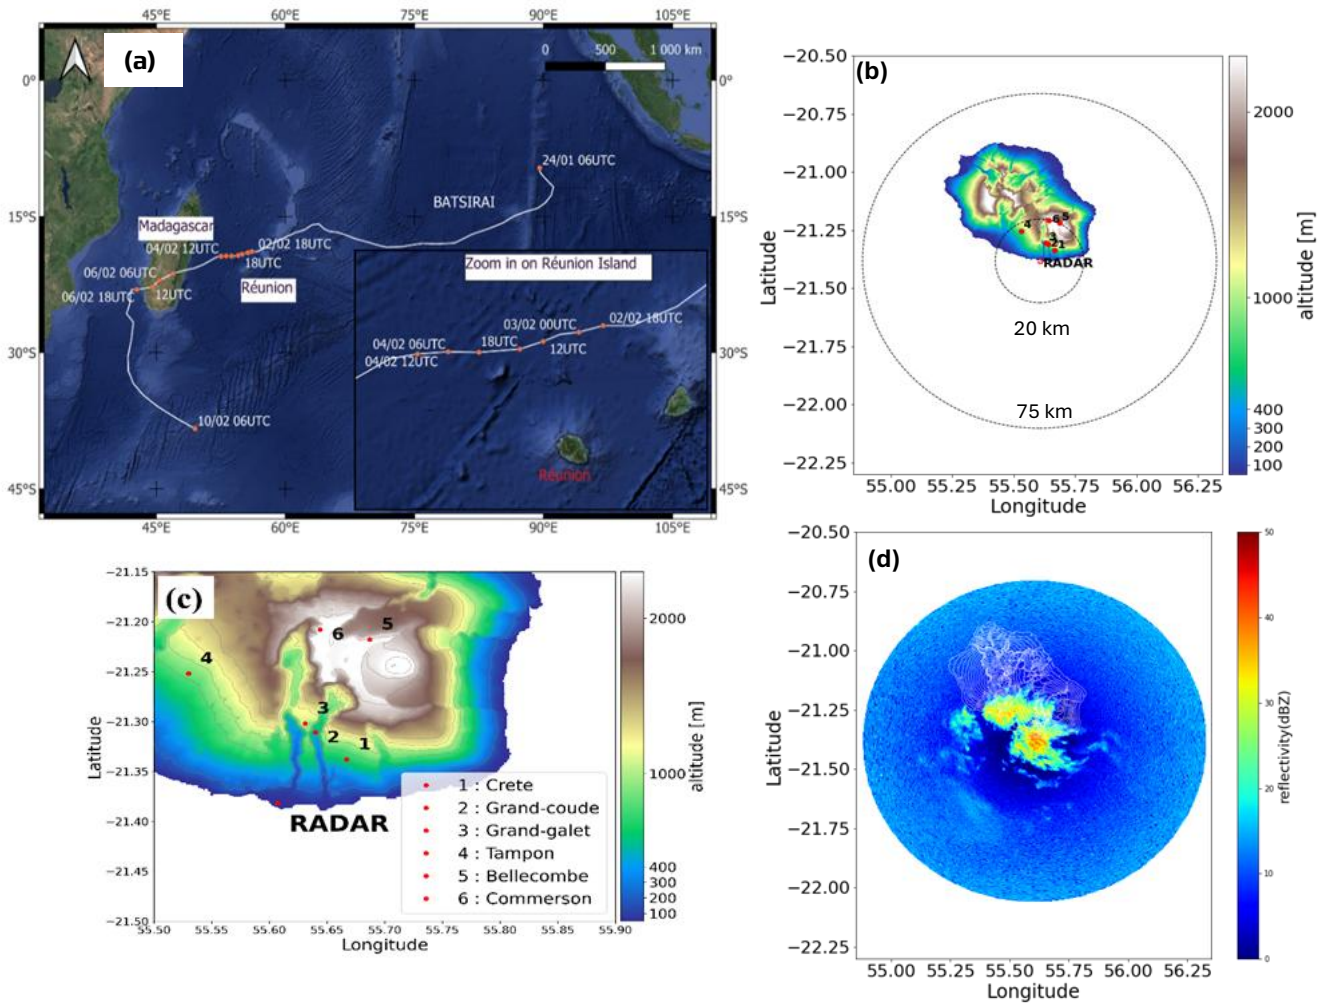 45°E 60°E 75°E 90°E 105°E
(a)
0 500 1 000 km
0° 0°
24/01 06UTC
BATSIRAI
15°S 15°S
Madagascar
04/02 12UTC 02/02 18UTC
18UTC
06/02 06UTC
Réunion
06/02 18UTC 12UTC
Zoom in on Réunion Island
03/02 00UTC 02/02 18UTC
04/02 06UTC 18UTC 12UTC
04/02 12UTC
30°S 30°S
10/02 06UTC
Réunion
45°S 45°S
45°E 60°E 75°E 90°E 105°E
(b)
−20.50
−21.00
−21.25
−21.50
−21.75
−22.00
−22.25
Latitude
4 6 5
3
2 1
RADAR
20 km
75 km
55.00 55.25 55.50 55.75 56.00 56.25
Longitude
2000
1000
400
300
200
100
altitude [m]
−20.75
(c)
−21.15
−21.20
−21.25
−21.30
−21.35
−21.40
−21.45
−21.50
Latitude
6 5
4
3
2 1
RADAR
1 : Crete
2 : Grand-coude
3 : Grand-galet
4 : Tampon
5 : Bellecombe
6 : Commerson
55.50 55.55 55.60 55.65 55.70 55.75 55.80 55.85 55.90
Longitude
2000
1000
400
300
200
100
altitude [m]
(d)
−20.50
−20.75
−21.00
−21.25
−21.50
−21.75
−22.00
−22.25
Latitude
55.00 55.25 55.50 55.75 56.00 56.25
Longitude
50
40
30
20
10
0
reflectivity(dBZ)